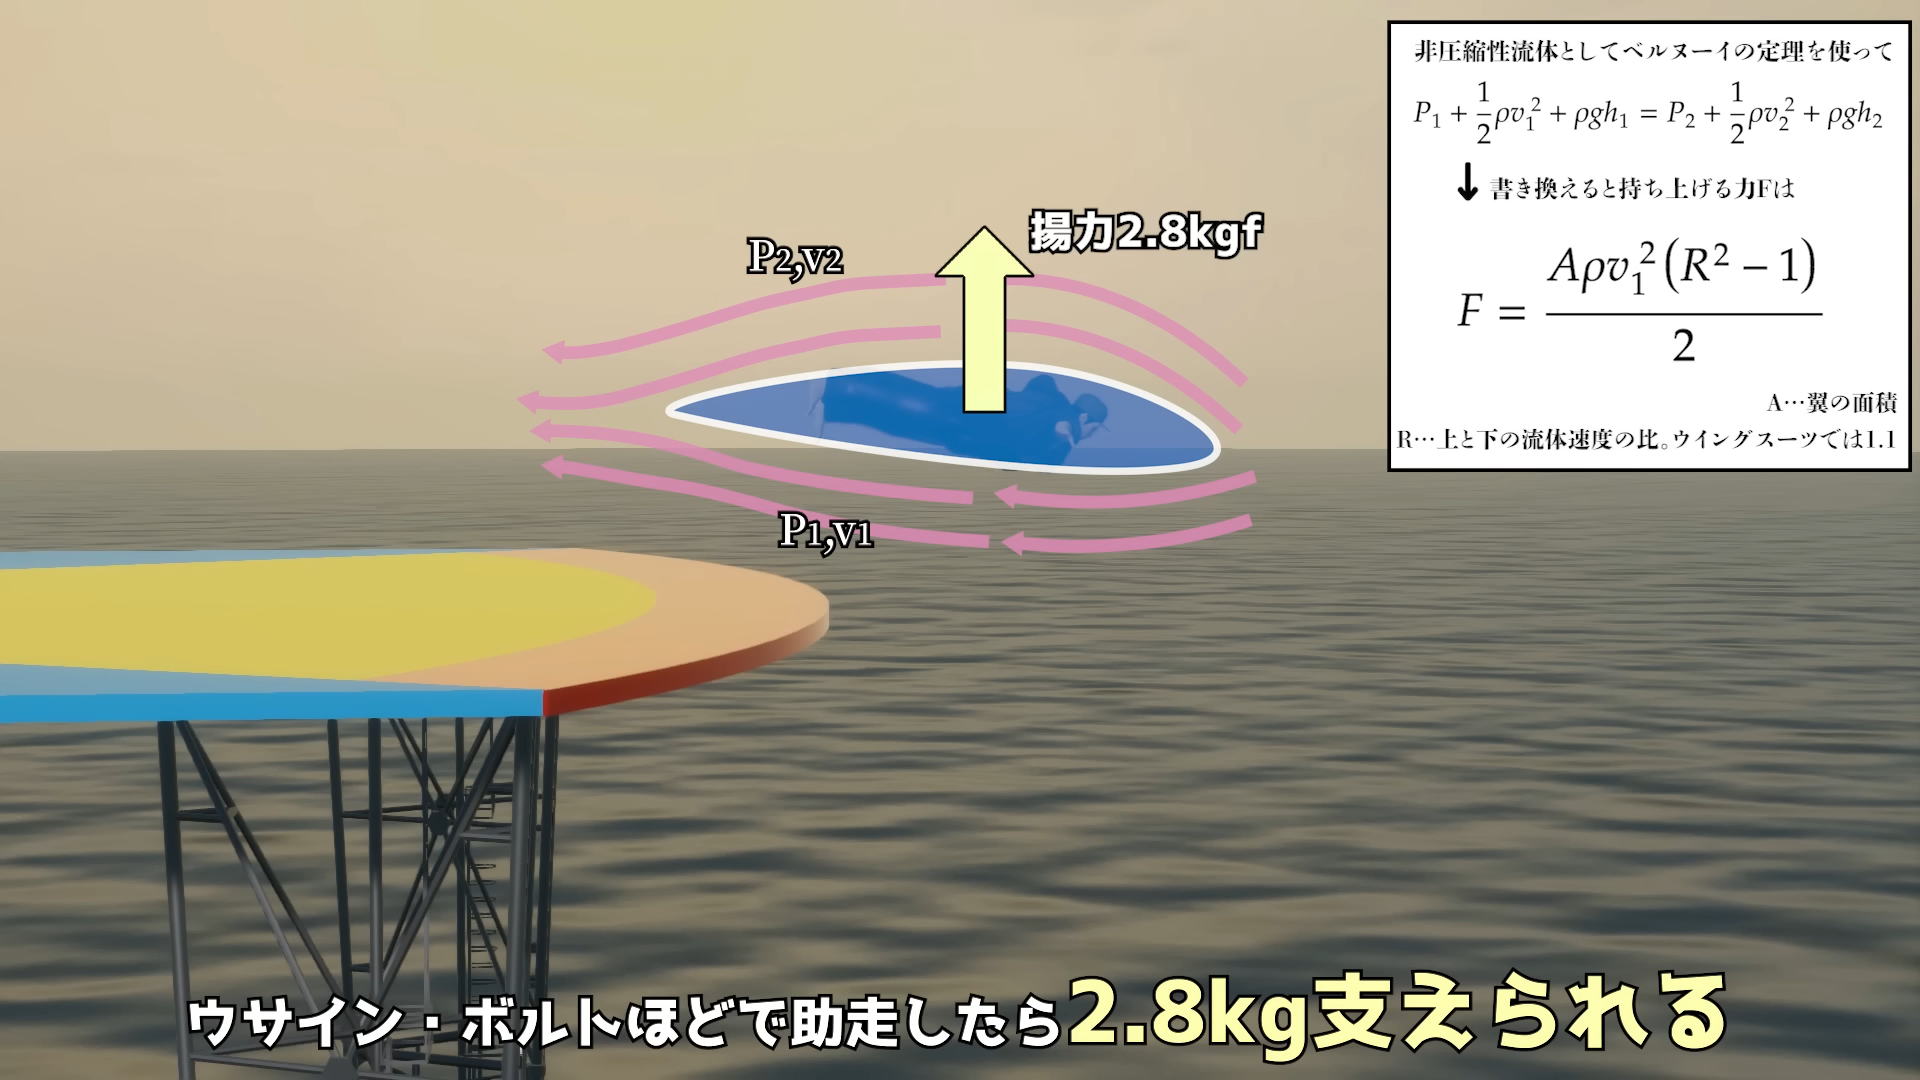 非圧縮性流体としてベルヌーイの定理を使って
P₁ + 1/2 ρv₁² + ρgh₁ = P₂ + 1/2 ρv₂² + ρgh₂
↓ 書き換えると持ち上げる力Fは
F = Aρv₁²(R² − 1) / 2
A…翼の面積
R…上と下の流体速度の比。ウイングスーツでは1.1
揚力2.8kgf
P2,v2
P1,v1
ウサイン・ボルトほどで助走したら2.8kg支えられる